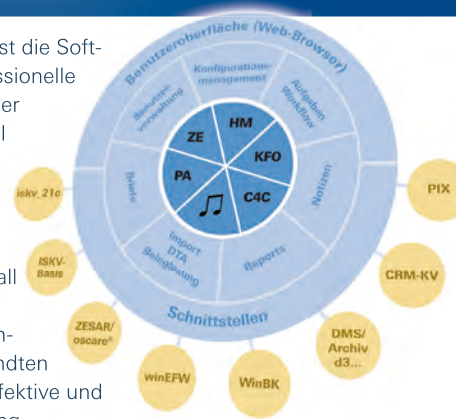 st die Soft-
ssionelle
er
l
all
n-
ndten
fektive und
ng
Benutzeroberfläche (Web-Browser)
Konfigurations-
management
Benutzer-
verwaltung
Aufgaben
Workflow
Briefe
Notizen
Import
DTA
Beleglesung
Reports
Schnittstellen
ZE
HM
KFO
PA
C4C
iskv_21c
ISKV-
Basis
ZESAR/
oscare®
winEFW
WinBK
DMS/
Archiv
d3...
CRM-KV
PIX